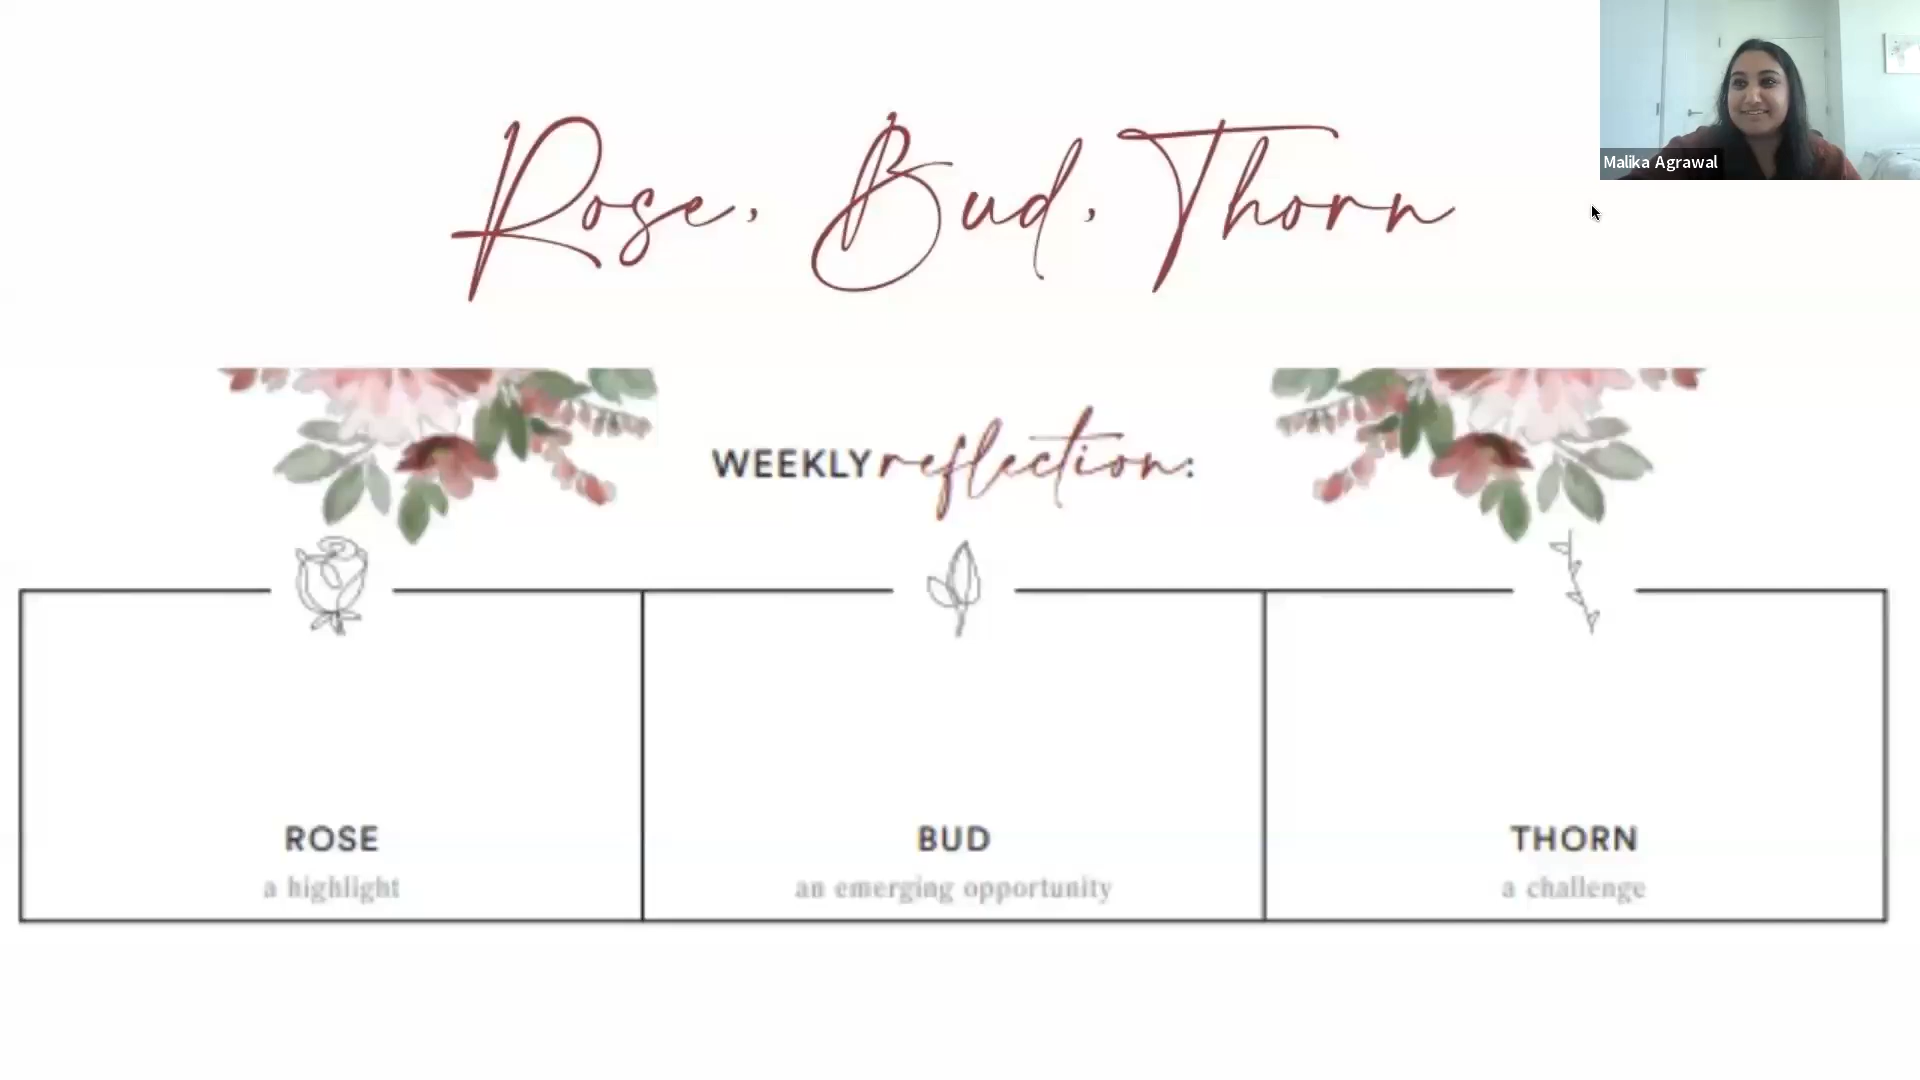 Malika Agrawal
Rose, Bud, Thorn
WEEKLY reflection:
ROSE
BUD
THORN
a highlight
an emerging opportunity
a challenge